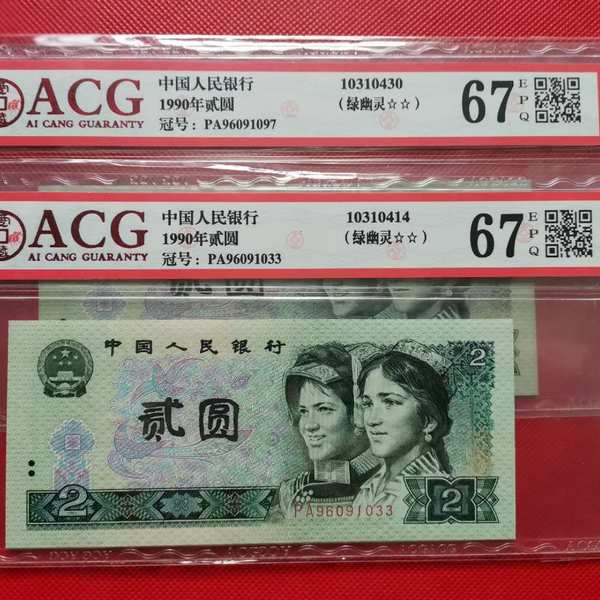 ACG
AI CANG GUARANTY
中国人民银行
1990年贰圆
冠号：PA96091097
10310430
（绿幽灵☆☆）
67
E
P
Q
ACG
AI CANG GUARANTY
中国人民银行
1990年贰圆
冠号：PA96091033
10310414
（绿幽灵☆☆）
67
E
P
Q
贰圆
中国人民银行
2
贰圆
PA96091033
2
2